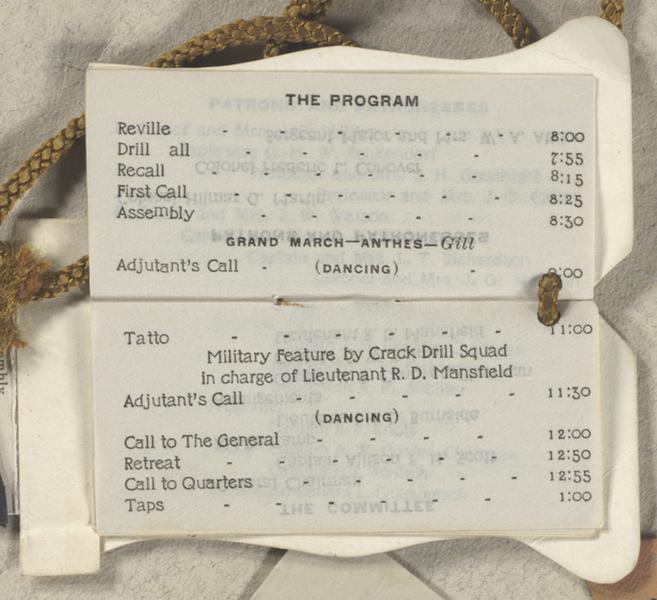 THE PROGRAM
Reville - - - - - 8:00
Drill all - - - - - 7:55
Recall - - - - - 8:15
First Call - - - - - 8:25
Assembly - - - - - 8:30
GRAND MARCH—ANTHES—Gill
Adjutant's Call - (DANCING) - 9:00
Tatto - - - - - - 11:00
Military Feature by Crack Drill Squad
in charge of Lieutenant R. D. Mansfield
Adjutant's Call - - - - - - 11:30
(DANCING)
Call to The General - - - - - 12:00
Retreat - - - - - - 12:50
Call to Quarters - - - - - - 12:55
Taps - - - - - - 1:00